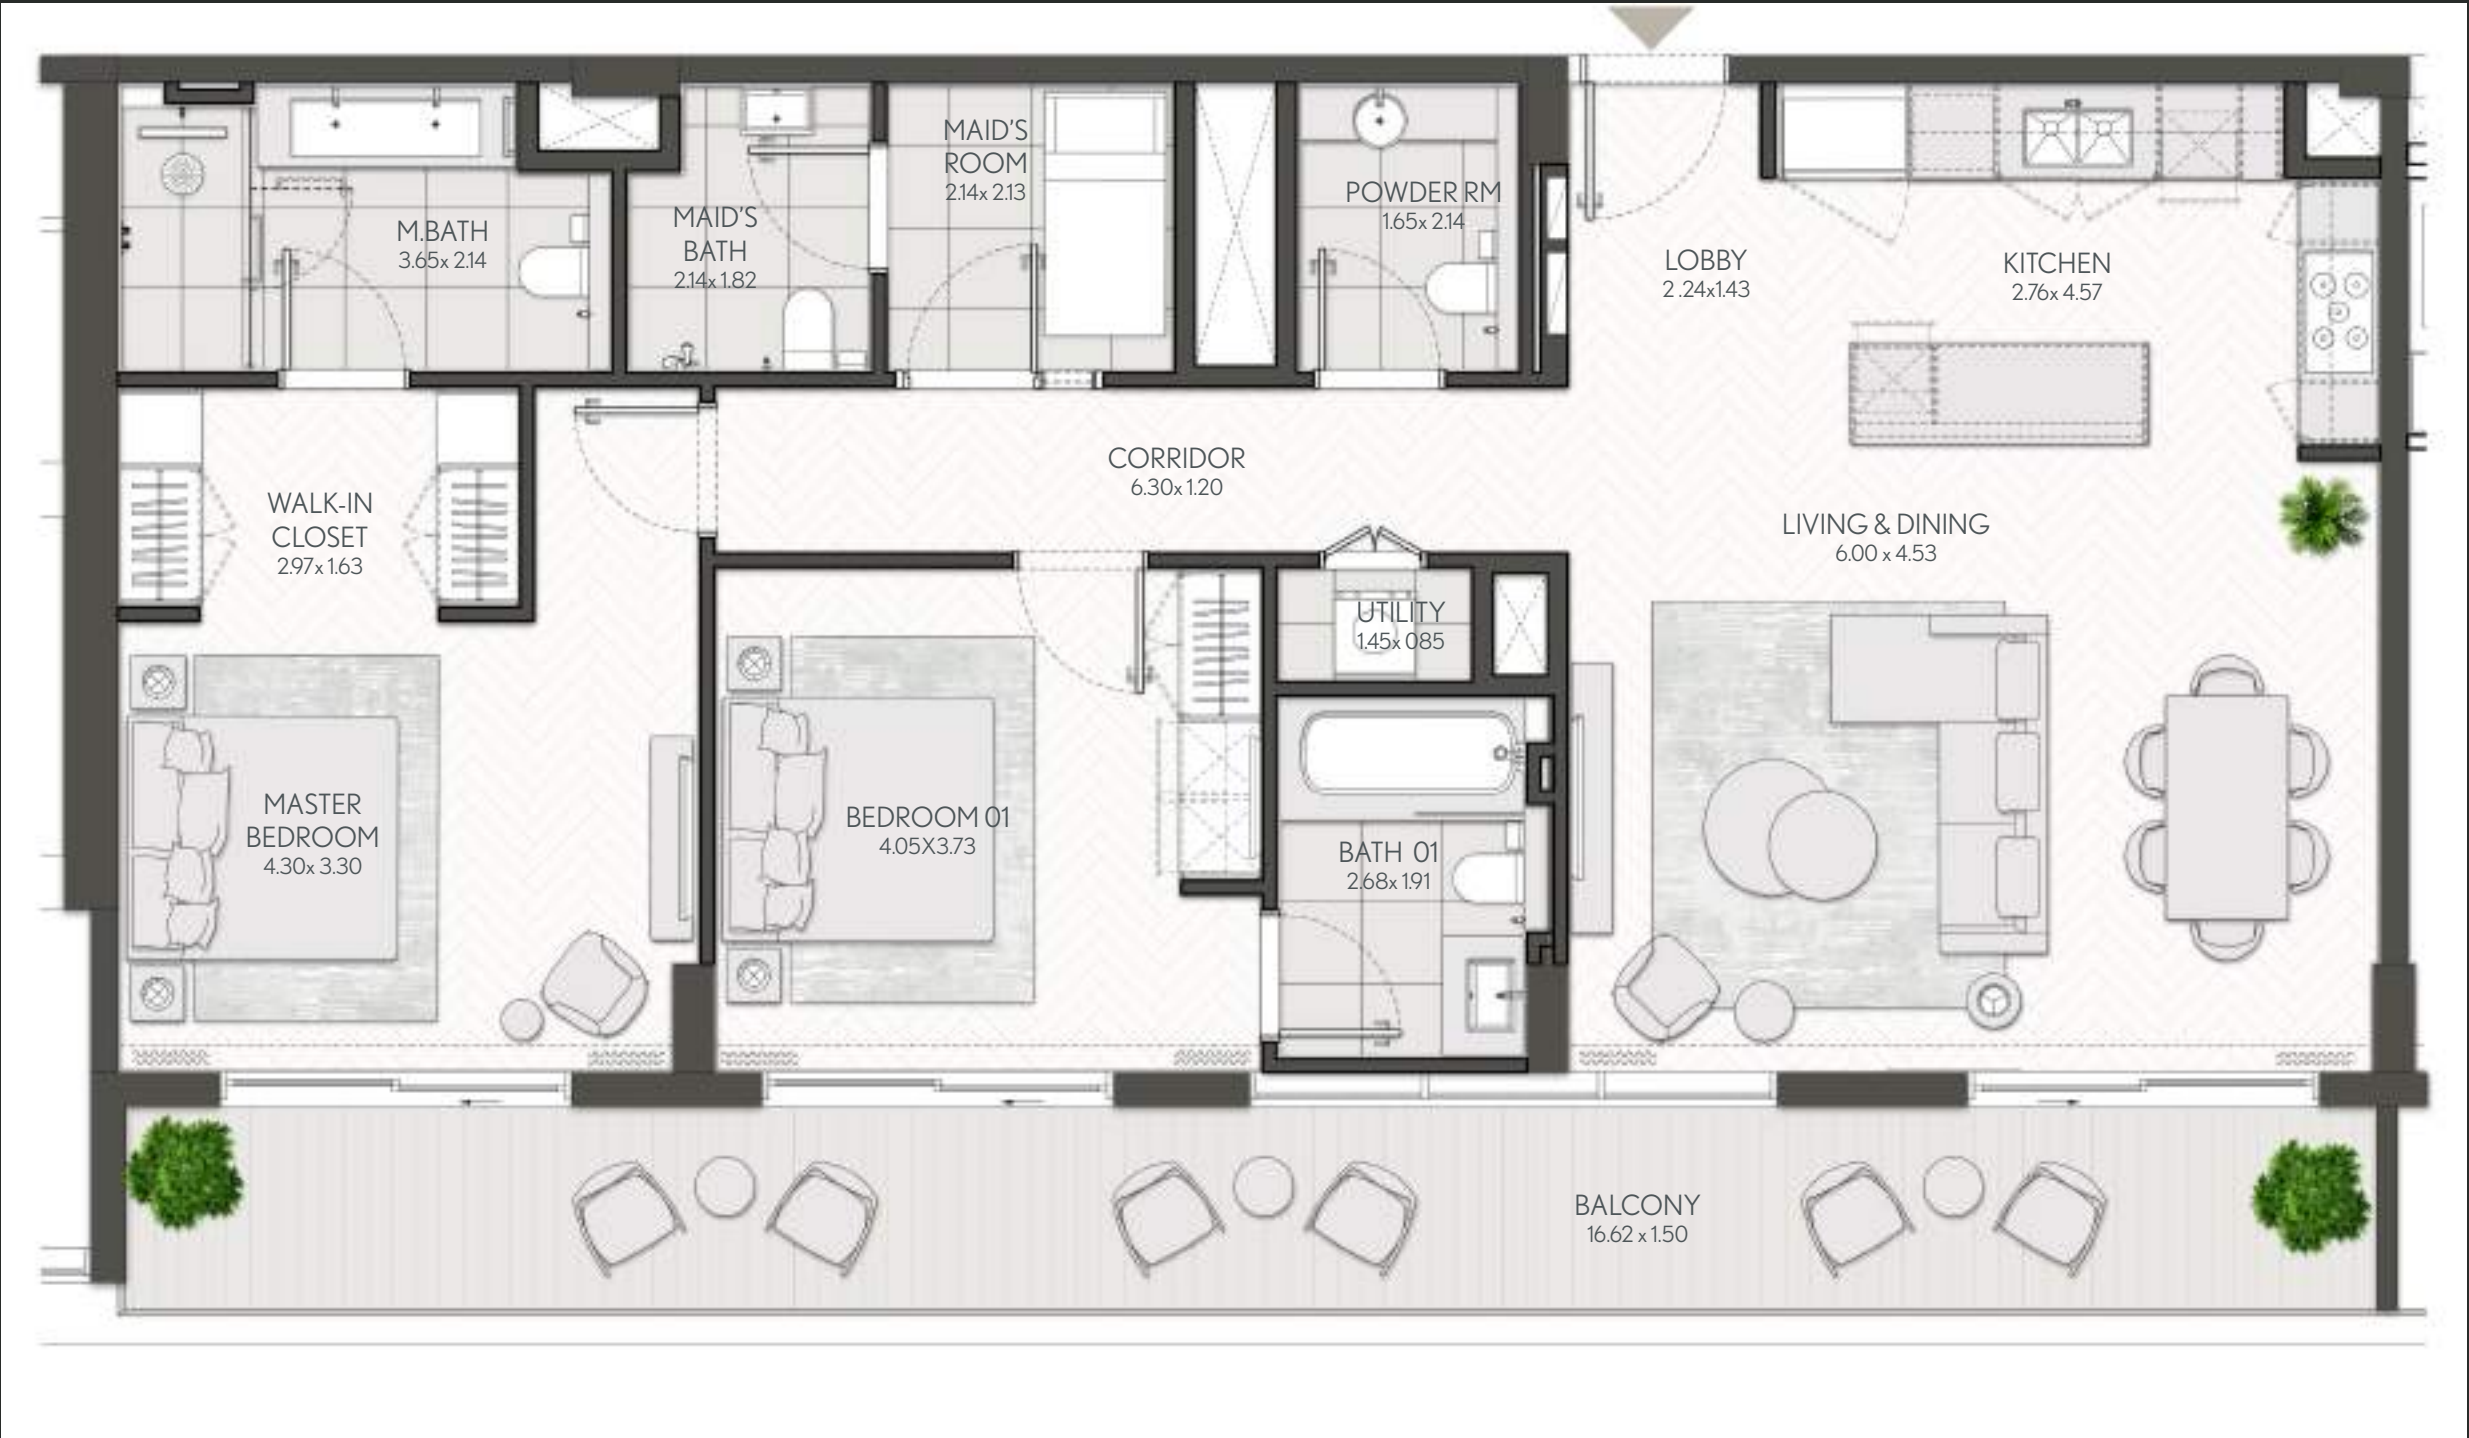 M.BATH
3.65x 2.14
MAID'S
BATH
2.14x 1.82
MAID'S
ROOM
2.14x 2.13
POWDER RM
1.65x 2.14
LOBBY
2 .24x1.43
KITCHEN
2.76x 4.57
WALK-IN
CLOSET
2.97x 1.63
CORRIDOR
6.30x 1.20
LIVING & DINING
6.00 x 4.53
UTILITY
1.45x 085
MASTER
BEDROOM
4.30x 3.30
BEDROOM 01
4.05X3.73
BATH 01
2.68x 1.91
BALCONY
16.62 x 1.50